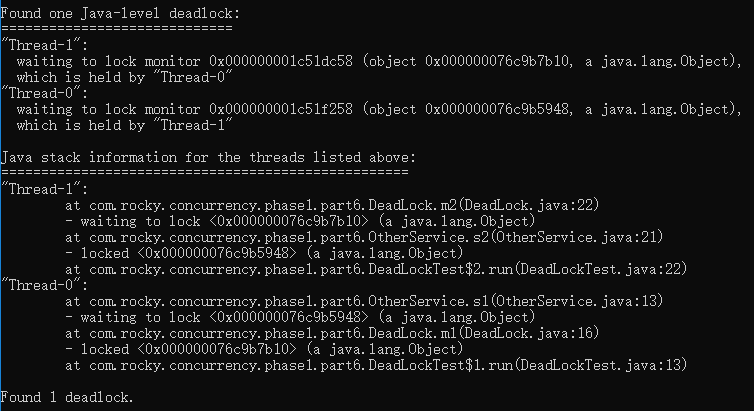 Found one Java-level deadlock:
=============================
"Thread-1":
  waiting to lock monitor 0x000000001c51dc58 (object 0x000000076c9b7b10, a java.lang.Object),
  which is held by "Thread-0"
"Thread-0":
  waiting to lock monitor 0x000000001c51f258 (object 0x000000076c9b5948, a java.lang.Object),
  which is held by "Thread-1"

Java stack information for the threads listed above:
===================================================
"Thread-1":
        at com.rocky.concurrency.phase1.part6.DeadLock.m2(DeadLock.java:22)
        - waiting to lock <0x000000076c9b7b10> (a java.lang.Object)
        at com.rocky.concurrency.phase1.part6.OtherService.s2(OtherService.java:21)
        - locked <0x000000076c9b5948> (a java.lang.Object)
        at com.rocky.concurrency.phase1.part6.DeadLockTest$2.run(DeadLockTest.java:22)
"Thread-0":
        at com.rocky.concurrency.phase1.part6.OtherService.s1(OtherService.java:13)
        - waiting to lock <0x000000076c9b5948> (a java.lang.Object)
        at com.rocky.concurrency.phase1.part6.DeadLock.m1(DeadLock.java:16)
        - locked <0x000000076c9b7b10> (a java.lang.Object)
        at com.rocky.concurrency.phase1.part6.DeadLockTest$1.run(DeadLockTest.java:13)

Found 1 deadlock.